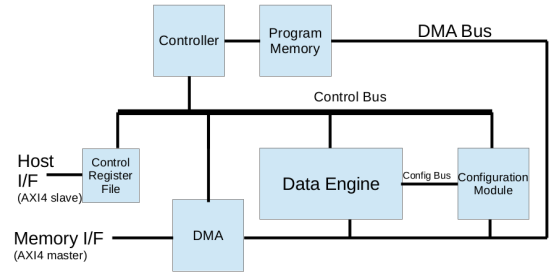 Controller
Program
Memory
DMA Bus
Control Bus
Host
I/F
(AXI4 slave)
Control
Register
File
Data Engine
Config Bus
Configuration
Module
Memory I/F
(AXI4 master)
DMA